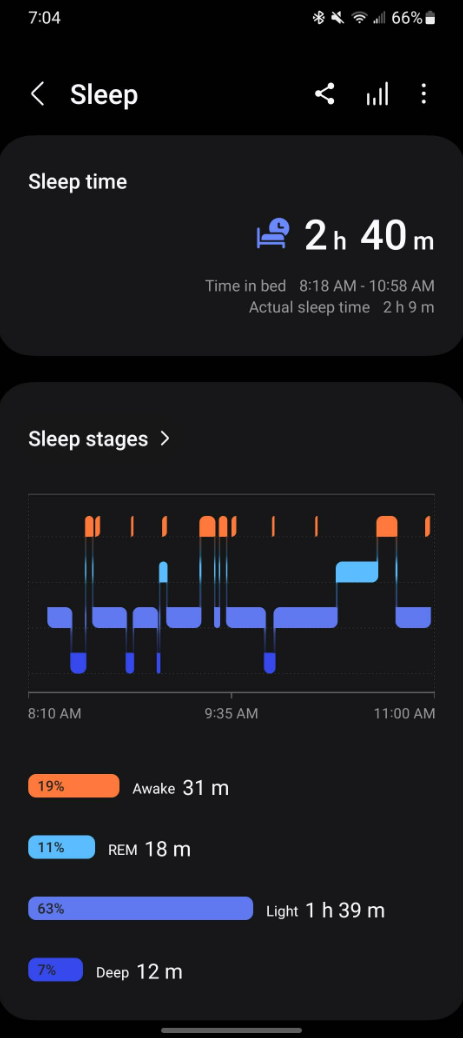 7:04 66%
Sleep
Sleep time
2 h 40 m
Time in bed 8:18 AM - 10:58 AM
Actual sleep time 2 h 9 m
Sleep stages
8:10 AM 9:35 AM 11:00 AM
19% Awake 31 m
11% REM 18 m
63% Light 1 h 39 m
7% Deep 12 m